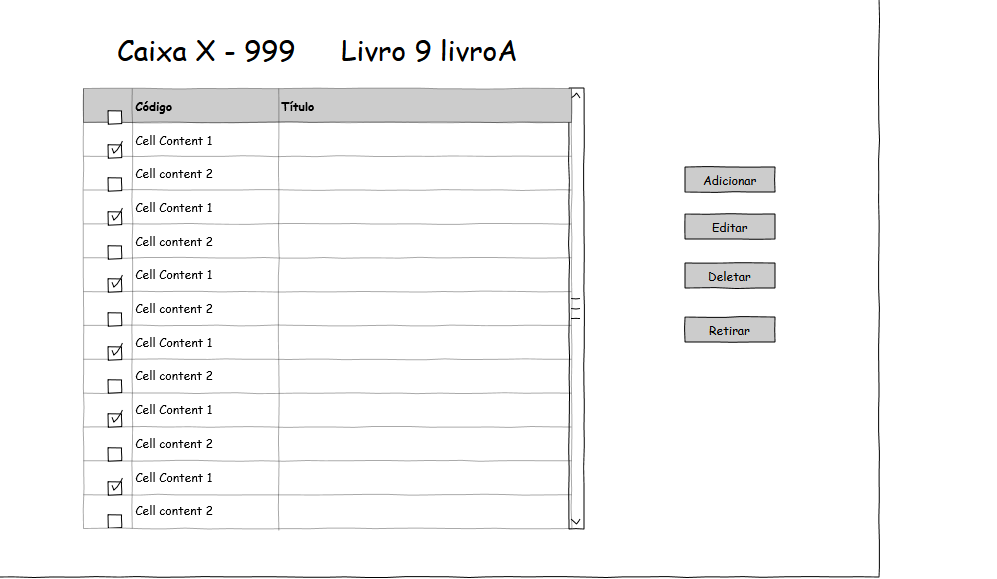 Caixa X - 999 Livro 9 livroA
Código Título
Cell Content 1
Cell content 2
Cell Content 1
Cell content 2
Cell Content 1
Cell content 2
Cell Content 1
Cell content 2
Cell Content 1
Cell content 2
Cell Content 1
Cell content 2
Adicionar
Editar
Deletar
Retirar